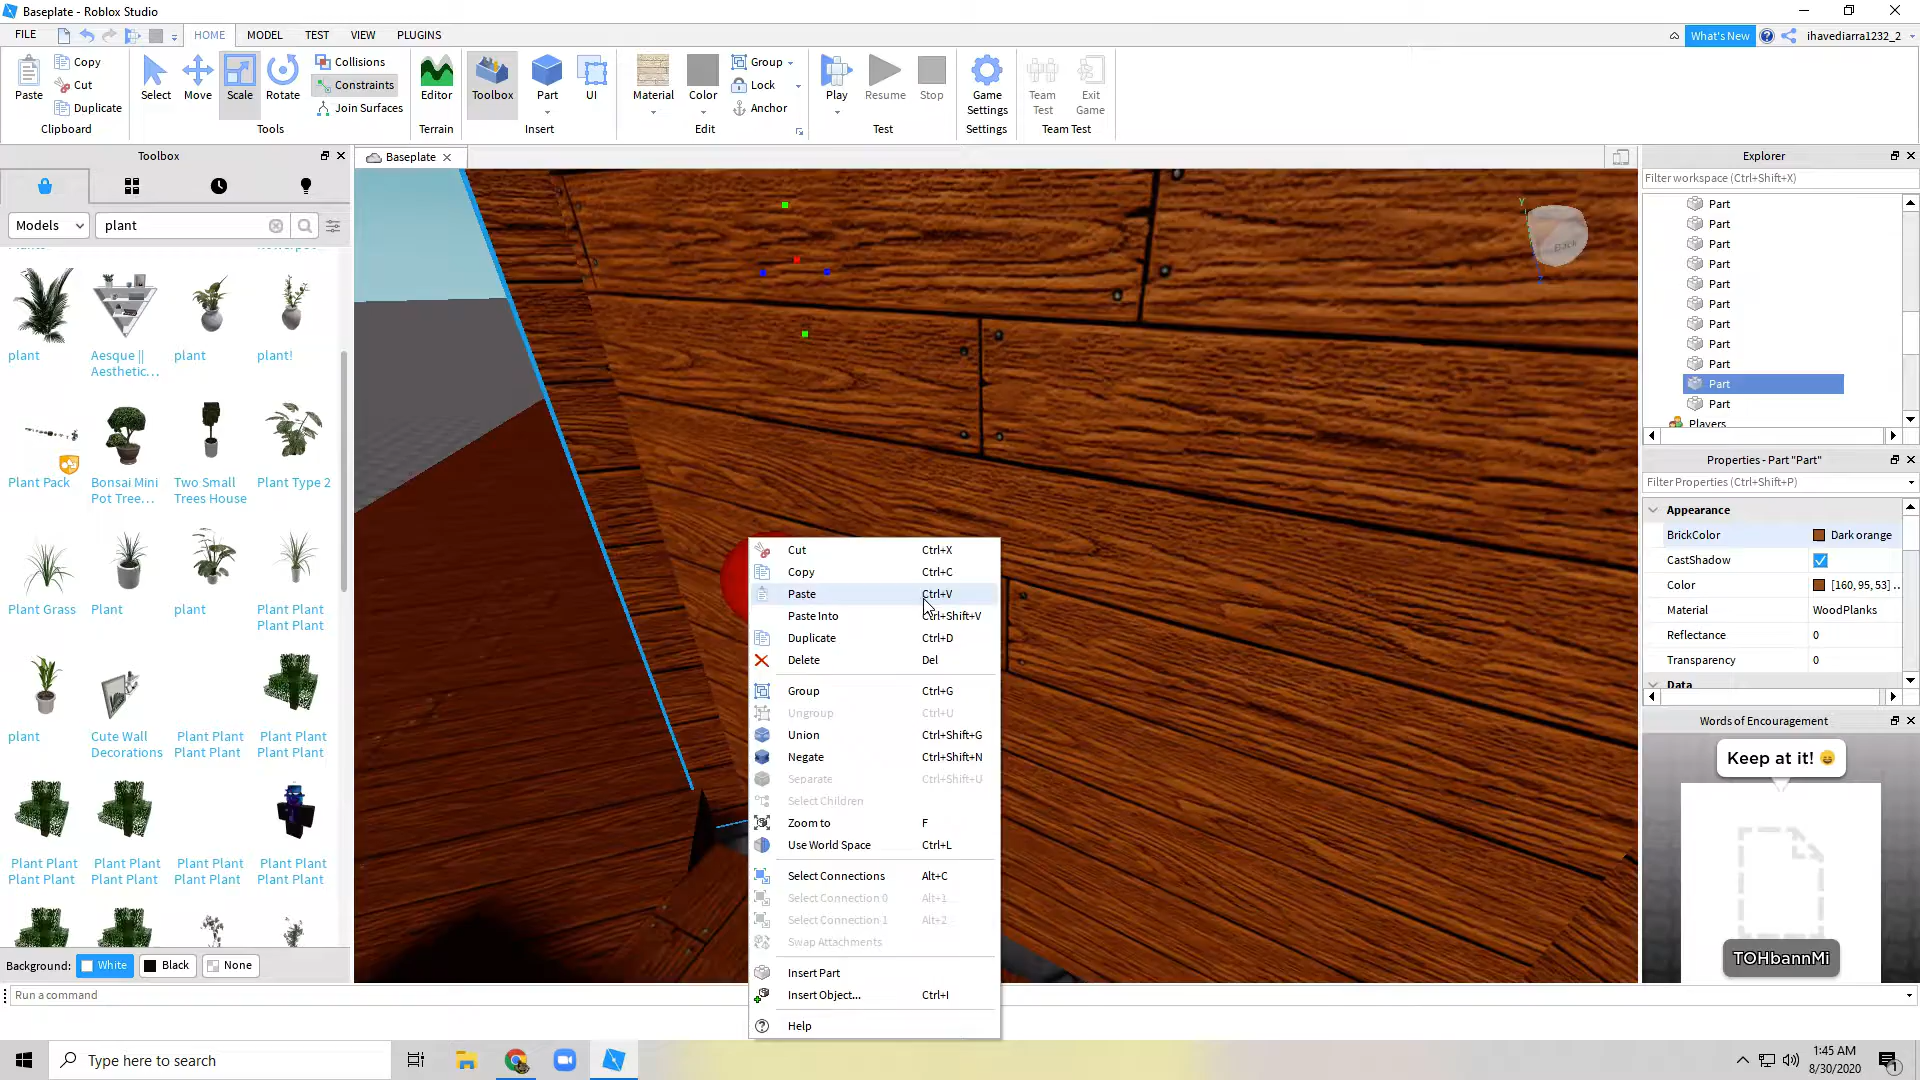 Baseplate - Roblox Studio
FILE HOME MODEL TEST VIEW PLUGINS
What's New ihavediarra1232_2
Paste Copy Cut Duplicate
Clipboard
Select Move Scale Rotate
Collisions
Constraints
Join Surfaces
Tools
Editor
Terrain
Toolbox Part UI
Insert
Material Color
Group
Lock
Anchor
Edit
Play Resume Stop
Test
Game Settings
Settings
Team Test
Exit Game
Team Test
Toolbox
Baseplate
Models
plant
Plants
plant
Aesque || Aesthetic...
plant
plant!
Plant Pack
Bonsai Mini Pot Tree...
Two Small Trees House
Plant Type 2
Plant Grass
Plant
plant
Plant Plant Plant Plant
plant
Cute Wall Decorations
Plant Plant Plant Plant
Plant Plant Plant Plant
Plant Plant Plant Plant
Plant Plant Plant Plant
Plant Plant Plant Plant
Plant Plant Plant Plant
Background: White Black None
Run a command
Back
Y
Z
Cut Ctrl+X
Copy Ctrl+C
Paste Ctrl+V
Paste Into Ctrl+Shift+V
Duplicate Ctrl+D
Delete Del
Group Ctrl+G
Ungroup Ctrl+U
Union Ctrl+Shift+G
Negate Ctrl+Shift+N
Separate Ctrl+Shift+U
Select Children
Zoom to F
Use World Space Ctrl+L
Select Connections Alt+C
Select Connection 0 Alt+1
Select Connection 1 Alt+2
Swap Attachments
Insert Part
Insert Object... Ctrl+I
Help
Explorer
Filter workspace (Ctrl+Shift+X)
Part
Part
Part
Part
Part
Part
Part
Part
Part
Part
Part
Players
Properties - Part "Part"
Filter Properties (Ctrl+Shift+P)
Appearance
BrickColor Dark orange
CastShadow
Color [160, 95, 53] ..
Material WoodPlanks
Reflectance 0
Transparency 0
Data
Words of Encouragement
Keep at it!
TOHbannMi
Type here to search
1:45 AM
8/30/2020
1